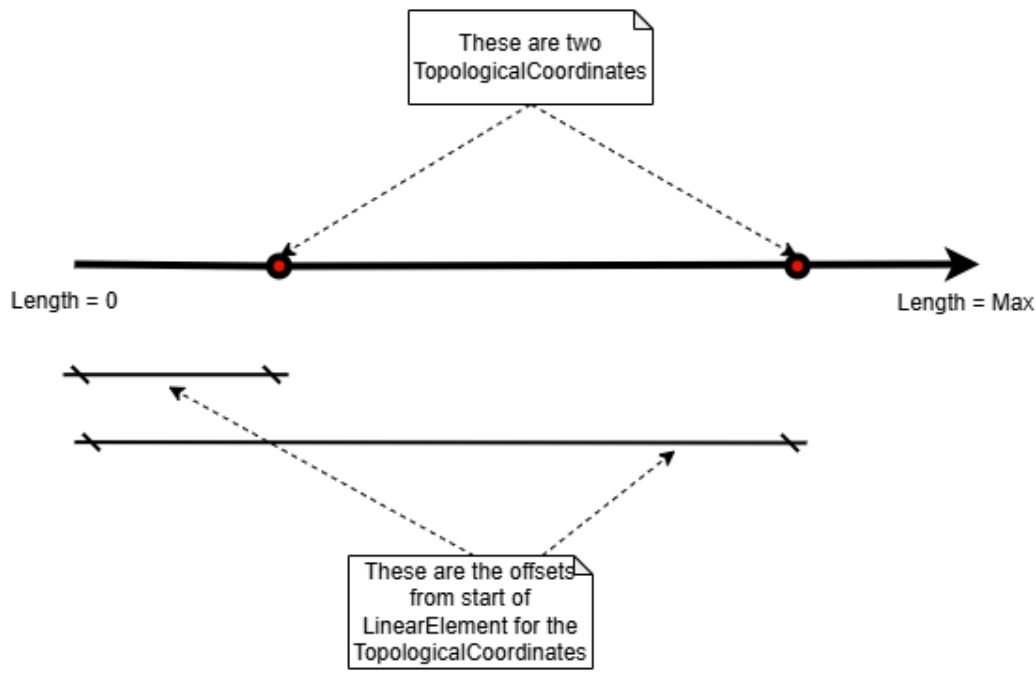 These are two
TopologicalCoordinates
Length = 0
Length = Max
These are the offsets
from start of
LinearElement for the
TopologicalCoordinates